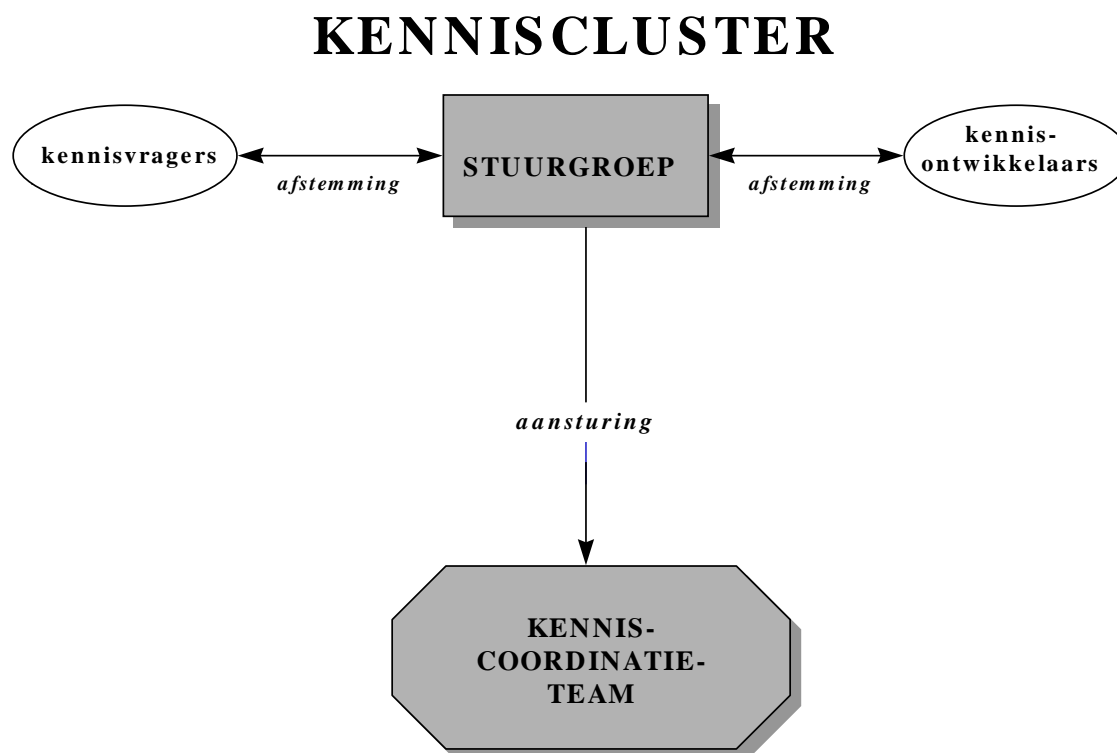 KENNISCLUSTER
kennisvragers
afstemming
STUURGROEP
afstemming
kennis-
ontwikkelaars
aansturing
KENNIS-
COORDINATIE-
TEAM